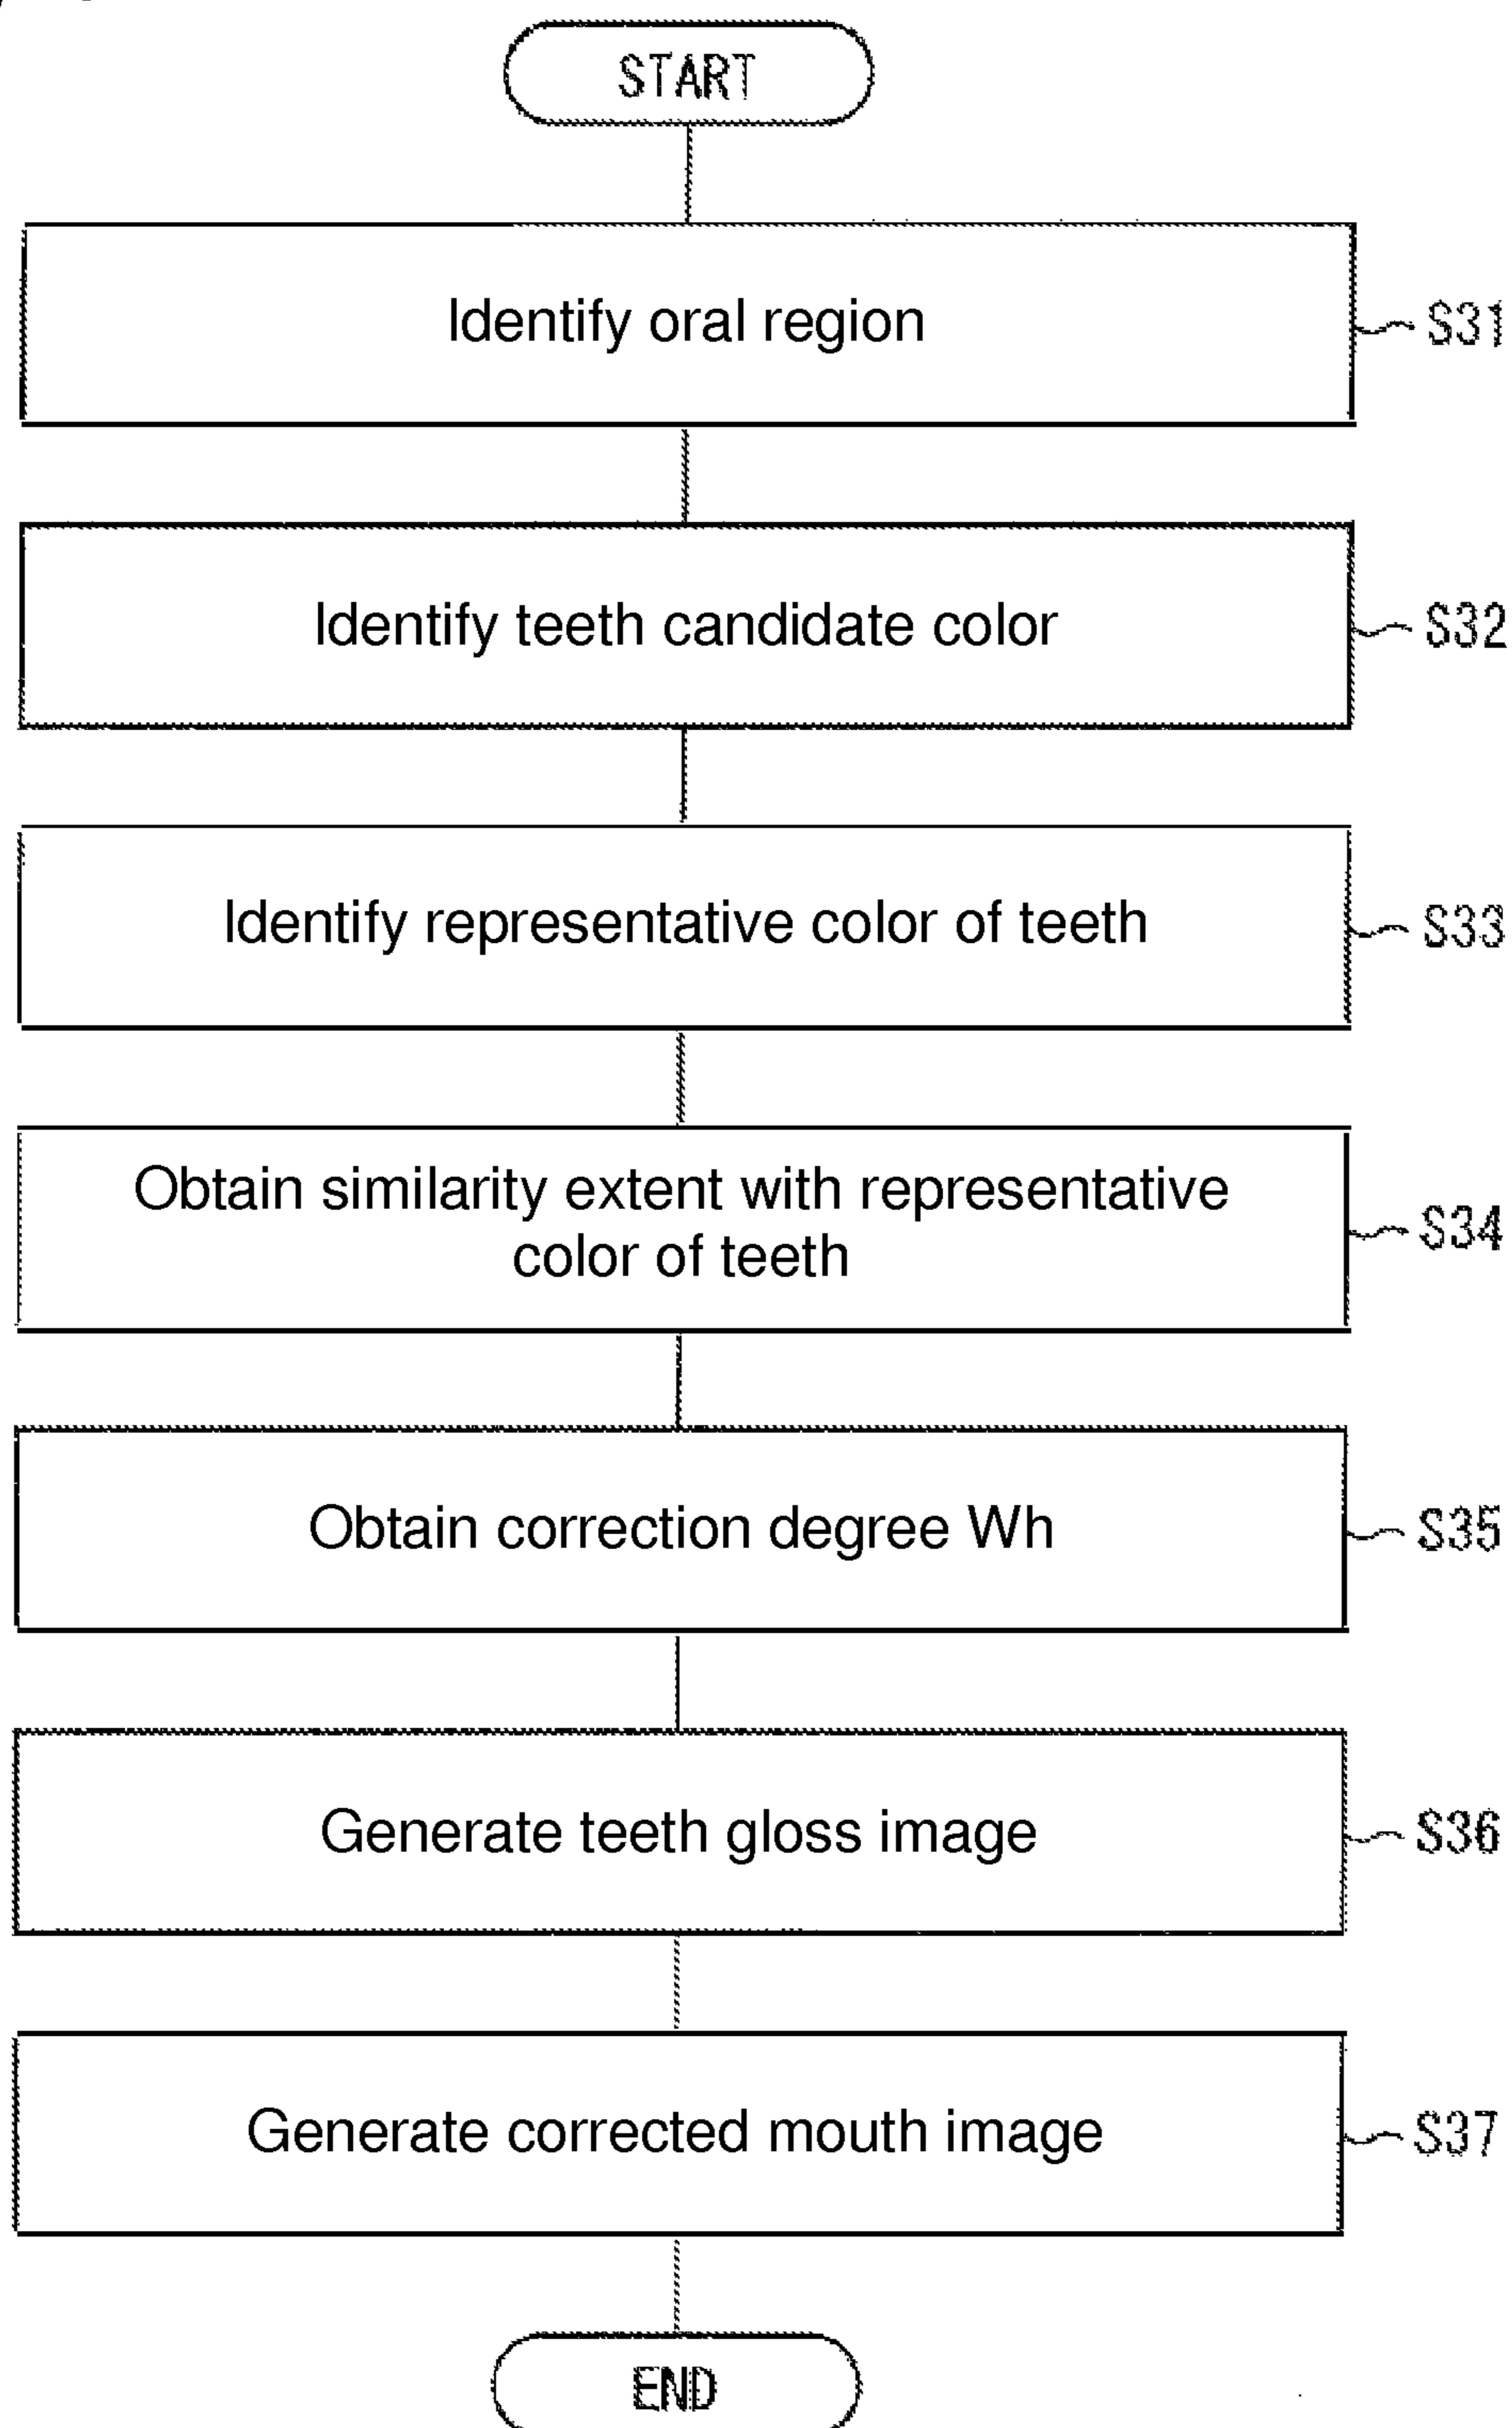 START
Identify oral region
S31
Identify teeth candidate color
S32
Identify representative color of teeth
S33
Obtain similarity extent with representative
color of teeth
S34
Obtain correction degree Wh
S35
Generate teeth gloss image
S36
Generate corrected mouth image
S37
END